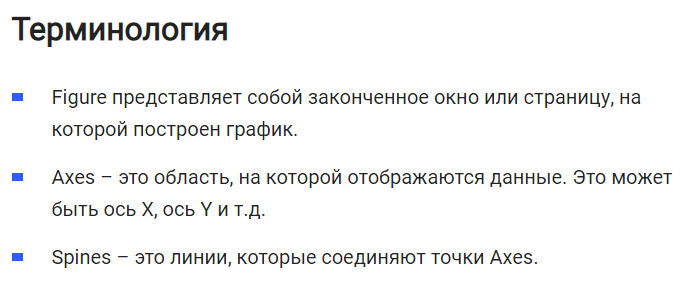 Терминология
Figure представляет собой законченное окно или страницу, на
которой построен график.
Axes – это область, на которой отображаются данные. Это может
быть ось X, ось Y и т.д.
Spines – это линии, которые соединяют точки Axes.